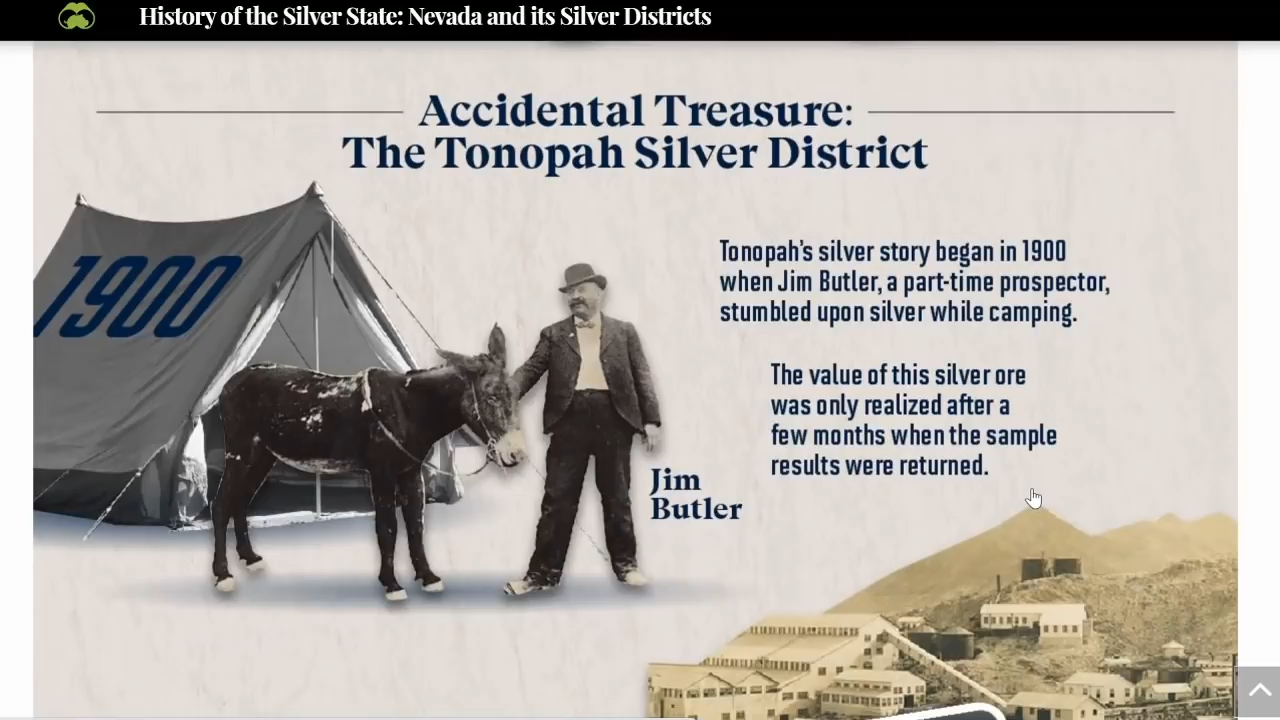 History of the Silver State: Nevada and its Silver Districts
Accidental Treasure:
The Tonopah Silver District
1900
Tonopah's silver story began in 1900
when Jim Butler, a part-time prospector,
stumbled upon silver while camping.
The value of this silver ore
was only realized after a
few months when the sample
results were returned.
Jim
Butler